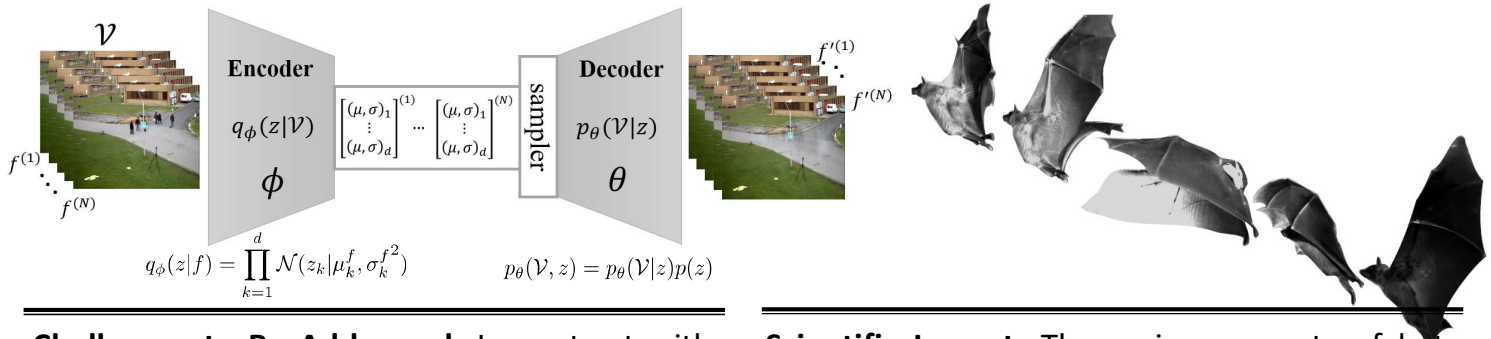 𝒱
f^(1)
f^(N)
Encoder
q_ϕ(z|𝒱)
ϕ
[(μ, σ)_1 ⋮ (μ, σ)_d]^(1) ⋯ [(μ, σ)_1 ⋮ (μ, σ)_d]^(N)
sampler
Decoder
p_θ(𝒱|z)
θ
f′^(1)
f′^(N)
q_ϕ(z|f) = ∏_{k=1}^{d} 𝒩(z_k|μ_k^f, σ_k^f²)
p_θ(𝒱, z) = p_θ(𝒱|z)p(z)